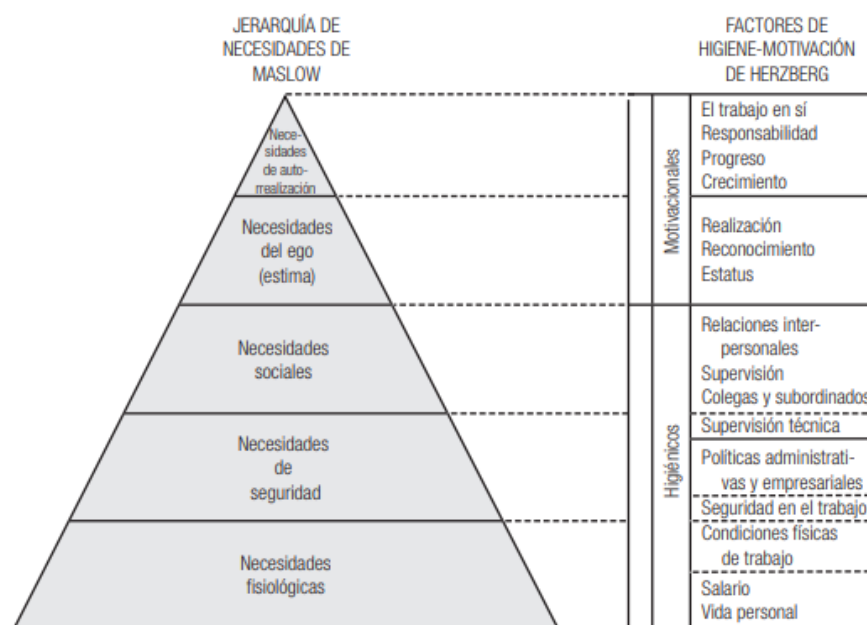 JERARQUÍA DE
NECESIDADES DE
MASLOW
Nece-
sidades
de auto-
rrealización
Necesidades
del ego
(estima)
Necesidades
sociales
Necesidades
de
seguridad
Necesidades
fisiológicas
FACTORES DE
HIGIENE-MOTIVACIÓN
DE HERZBERG
Motivacionales
El trabajo en sí
Responsabilidad
Progreso
Crecimiento
Realización
Reconocimiento
Estatus
Higiénicos
Relaciones inter-
personales
Supervisión
Colegas y subordinados
Supervisión técnica
Políticas administrati-
vas y empresariales
Seguridad en el trabajo
Condiciones físicas
de trabajo
Salario
Vida personal